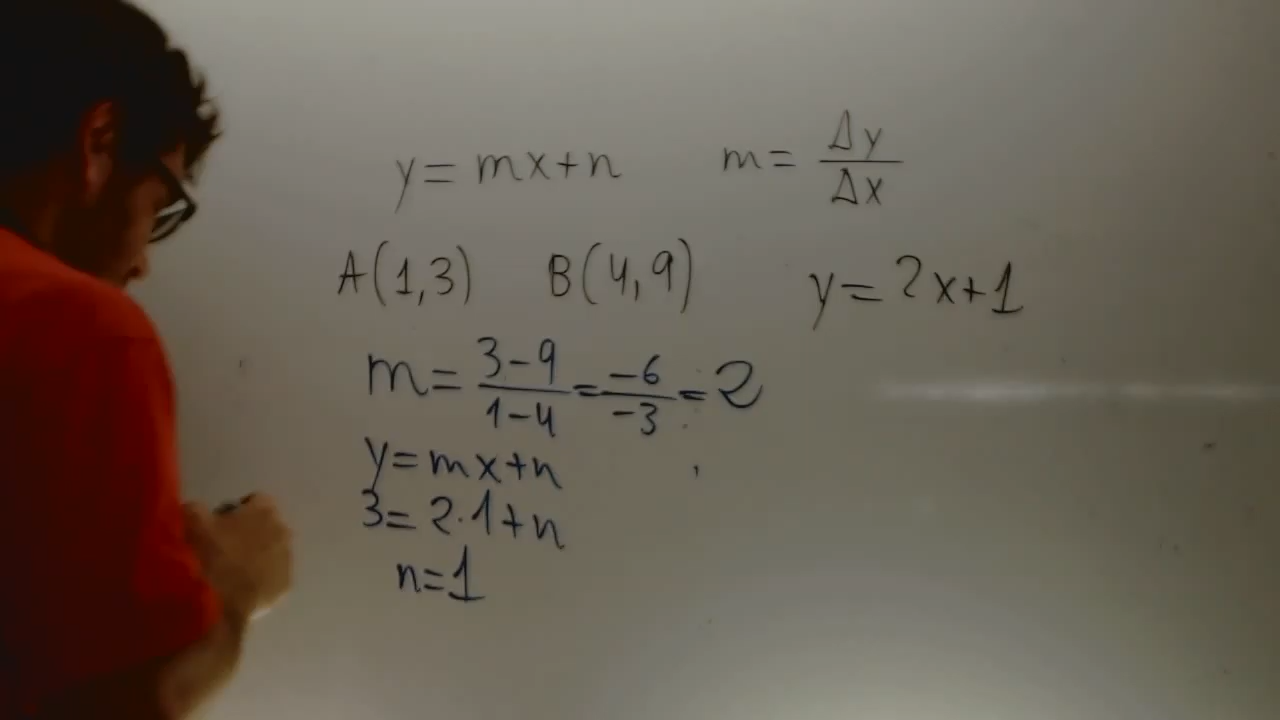 y = mx+n m = Δy/Δx
A(1,3) B(4,9) y = 2x+1
m = 3-9/1-4 = -6/-3 = 2
y = mx+n
3 = 2·1+n
n=1